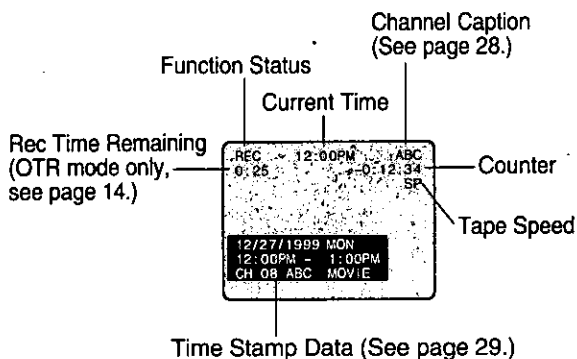 Channel Caption
(See page 28.)
Function Status
Current Time
Rec Time Remaining
(OTR mode only,
see page 14.)
REC 12:00PM ABC
0:25 -0:12:34
SP
Counter
Tape Speed
12/27/1999 MON
12:00PM - 1:00PM
CH 08 ABC MOVIE
Time Stamp Data (See page 29.)